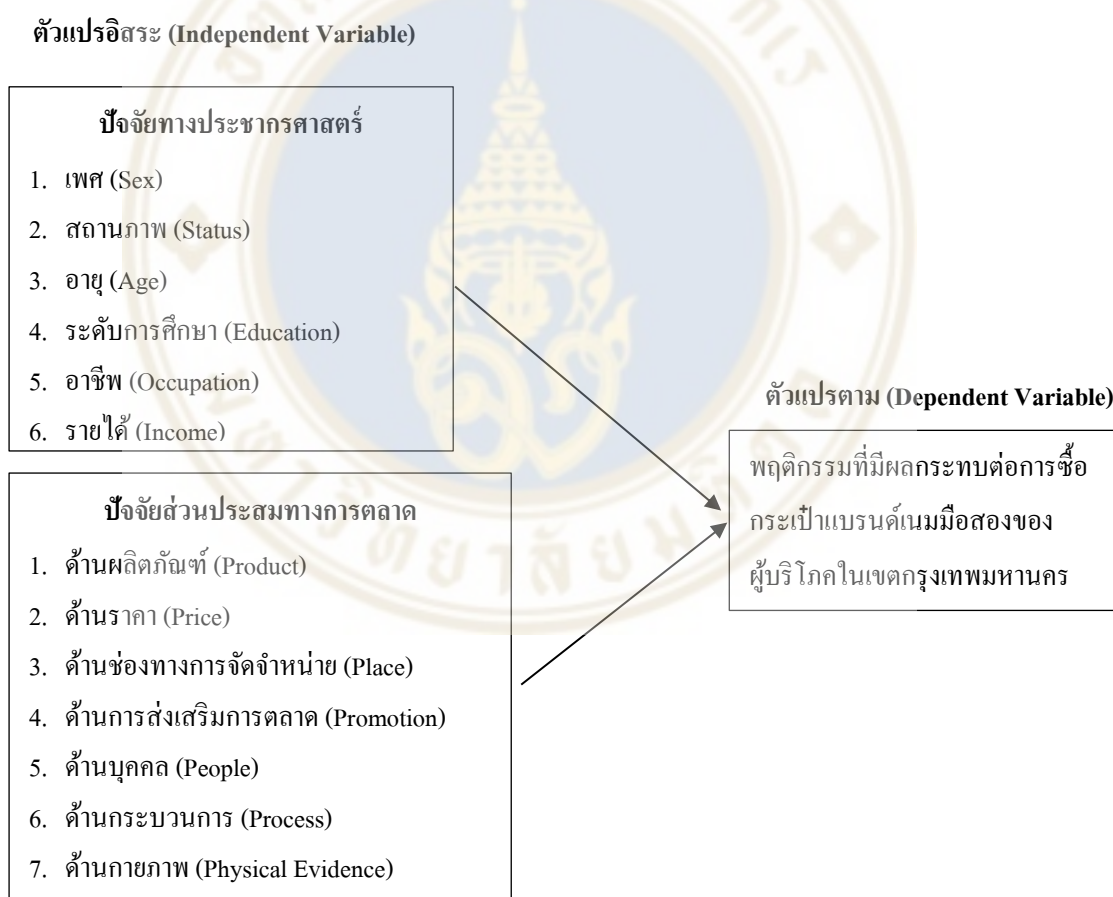 ตัวแปรอิสระ (Independent Variable)
ปัจจัยทางประชากรศาสตร์
1. เพศ (Sex)
2. สถานภาพ (Status)
3. อายุ (Age)
4. ระดับการศึกษา (Education)
5. อาชีพ (Occupation)
6. รายได้ (Income)
ปัจจัยส่วนประสมทางการตลาด
1. ด้านผลิตภัณฑ์ (Product)
2. ด้านราคา (Price)
3. ด้านช่องทางการจัดจำหน่าย (Place)
4. ด้านการส่งเสริมการตลาด (Promotion)
5. ด้านบุคคล (People)
6. ด้านกระบวนการ (Process)
7. ด้านกายภาพ (Physical Evidence)
ตัวแปรตาม (Dependent Variable)
พฤติกรรมที่มีผลกระทบต่อการซื้อ
กระเป๋าแบรนด์เนมมือสองของ
ผู้บริโภคในเขตกรุงเทพมหานคร